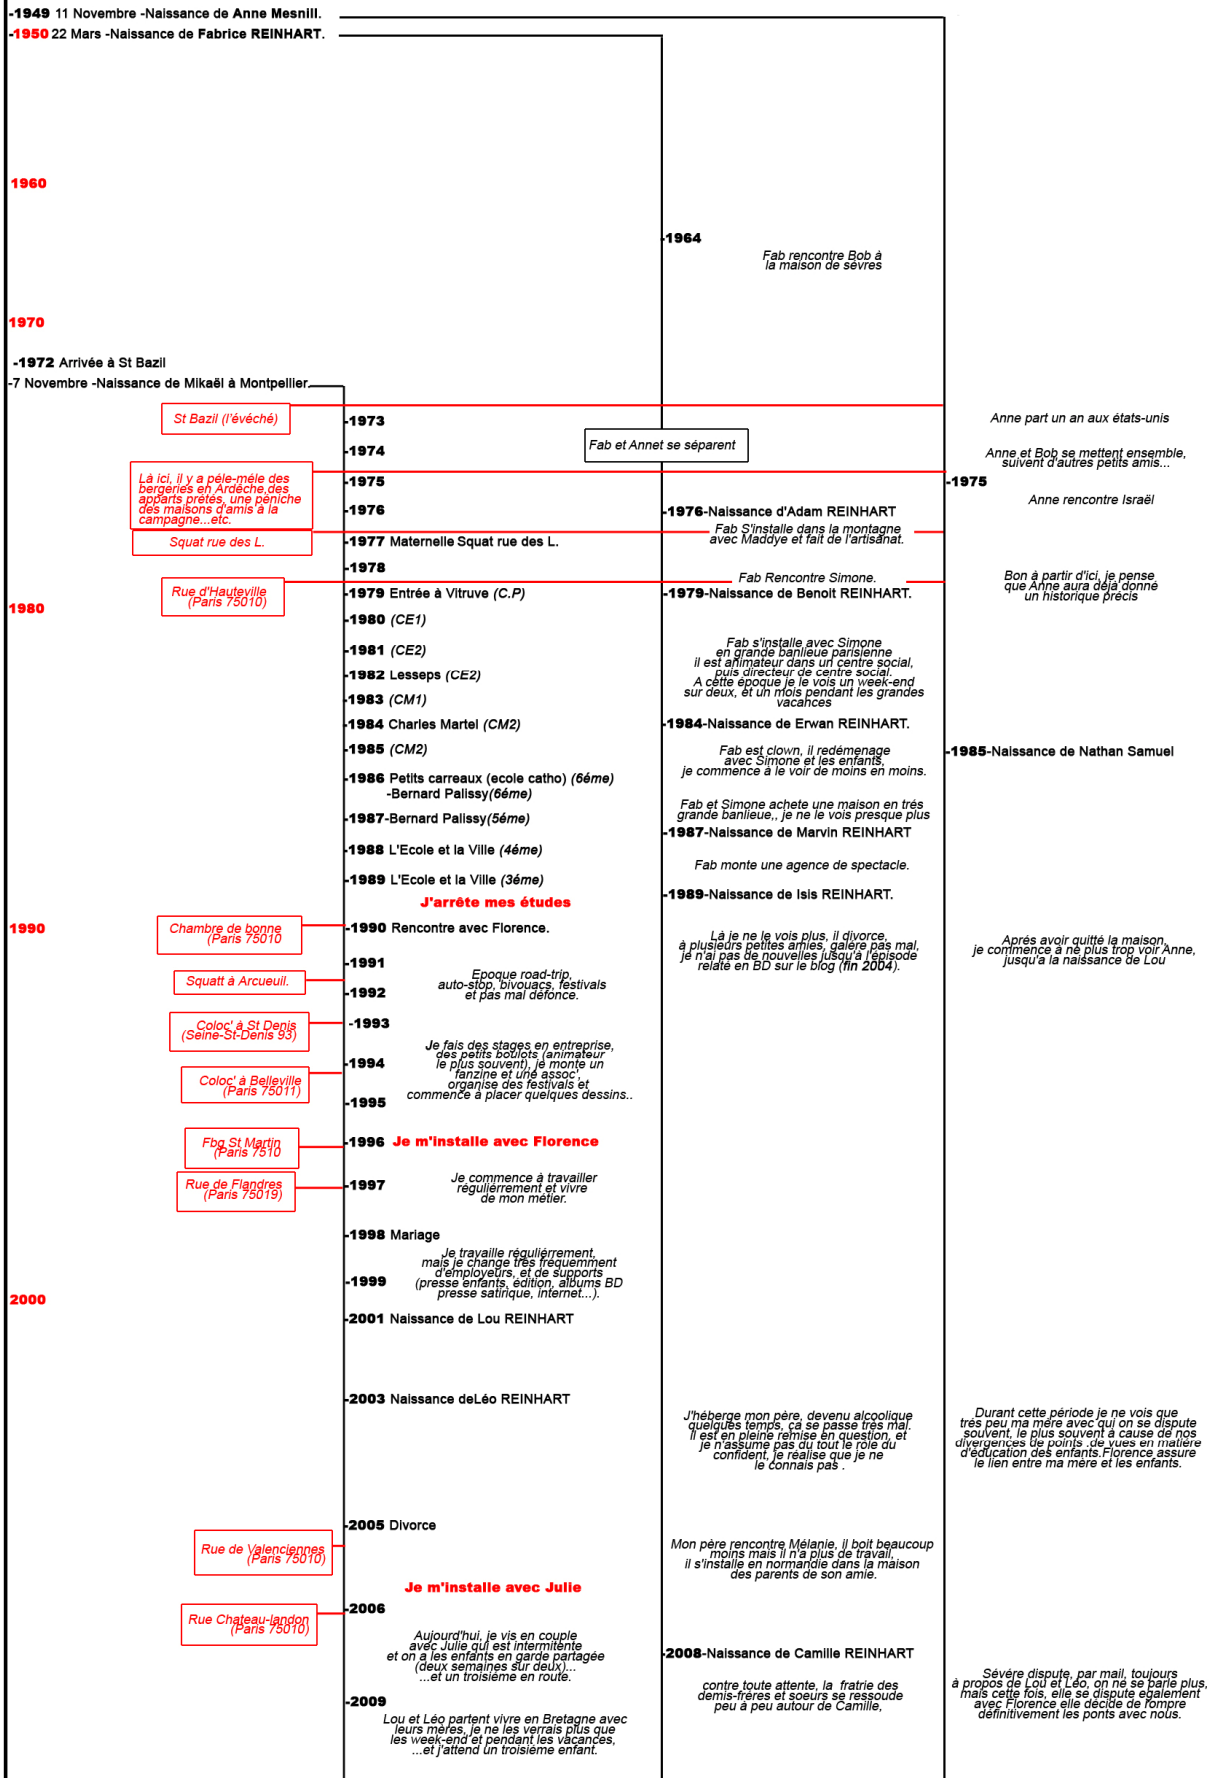 -1949 11 Novembre -Naissance de Anne Mesnill.
-1950 22 Mars -Naissance de Fabrice REINHART.
1960
-1964
Fab rencontre Bob à
la maison de sèvres
1970
-1972 Arrivée à St Bazil
-7 Novembre -Naissance de Mikaël à Montpellier.
St Bazil (l'évéché)
-1973
Anne part un an aux états-unis
Fab et Annet se séparent
-1974
Anne et Bob se mettent ensemble,
suivent d'autres petits amis...
Là ici, il y a péle-méle des
bergeries en Ardèche,des
apparts prétés, une péniche
des maisons d'amis à la
campagne...etc.
-1975
-1975
Anne rencontre Israël
-1976
-1976-Naissance d'Adam REINHART
Squat rue des L.
-1977 Maternelle Squat rue des L.
Fab S'installe dans la montagne
avec Maddye et fait de l'artisanat.
-1978
Fab Rencontre Simone.
Bon à partir d'ici, je pense
que Anne aura déjà donné
un historique précis
Rue d'Hauteville
(Paris 75010)
-1979 Entrée à Vitruve (C.P)
-1979-Naissance de Benoit REINHART.
1980
-1980 (CE1)
-1981 (CE2)
-1982 Lesseps (CE2)
-1983 (CM1)
Fab s'installe avec Simone
en grande banlieue parisienne
il est animateur dans un centre social,
puis directeur de centre social.
A cette époque je le vois un week-end
sur deux, et un mois pendant les grandes
vacances
-1984 Charles Martel (CM2)
-1984-Naissance de Erwan REINHART.
-1985 (CM2)
Fab est clown, il redémenage
avec Simone et les enfants,
je commence à le voir de moins en moins.
-1985-Naissance de Nathan Samuel
-1986 Petits carreaux (ecole catho) (6éme)
-Bernard Palissy(6éme)
Fab et Simone achete une maison en trés
grande banlieue,, je ne le vois presque plus
-1987-Bernard Palissy(5éme)
-1987-Naissance de Marvin REINHART
-1988 L'Ecole et la Ville (4éme)
Fab monte une agence de spectacle.
-1989 L'Ecole et la Ville (3éme)
-1989-Naissance de Isis REINHART.
J'arrête mes études
1990
Chambre de bonne
(Paris 75010
-1990 Rencontre avec Florence.
Là je ne le vois plus, il divorce,
à plusieurs petites amies, galère pas mal,
je n'ai pas de nouvelles jusqu'à l'épisode
relaté en BD sur le blog (fin 2004).
Aprés avoir quitté la maison,
je commence à ne plus trop voir Anne,
jusqu'a la naissance de Lou
-1991
Squatt à Arcueuil.
Epoque road-trip,
auto-stop, bivouacs, festivals
et pas mal défonce.
-1992
Coloc' à St Denis
(Seine-St-Denis 93)
-1993
Je fais des stages en entreprise,
des petits boulots (animateur
le plus souvent), je monte un
fanzine et une assoc',
organise des festivals et
commence à placer quelques dessins..
-1994
Coloc' à Belleville
(Paris 75011)
-1995
Fbg St Martin
(Paris 7510
-1996 Je m'installe avec Florence
Rue de Flandres
(Paris 75019)
-1997
Je commence à travailler
réguliérrement et vivre
de mon métier.
-1998 Mariage
Je travaille réguliérrement,
mais je change très fréquemment
d'employeurs, et de supports
(presse enfants, édition, albums BD
presse satirique, internet...).
-1999
2000
-2001 Naissance de Lou REINHART
-2003 Naissance deLéo REINHART
J'héberge mon père, devenu alcoolique
quelques temps, ça se passe très mal.
Il est en pleine remise en question, et
je n'assume pas du tout le rôle du
confident, je réalise que je ne
le connais pas .
Durant cette période je ne vois que
très peu ma mère avec qui on se dispute
souvent, le plus souvent à cause de nos
divergences de points .de vues en matière
d'éducation des enfants.Florence assure
le lien entre ma mère et les enfants.
-2005 Divorce
Rue de Valenciennes
(Paris 75010)
Mon père rencontre Mélanie, il boit beaucoup
moins mais il n'a plus de travail,
il s'installe en normandie dans la maison
des parents de son amie.
Je m'installe avec Julie
Rue Chateau-landon
(Paris 75010)
-2006
Aujourd'hui, je vis en couple
avec Julie qui est intermitente
et on a les enfants en garde partagée
(deux semaines sur deux)...
...et un troisième en route.
-2008-Naissance de Camille REINHART
contre toute attente, la fratrie des
demis-frères et soeurs se ressoude
peu à peu autour de Camille,
Sévére dispute, par mail, toujours
à propos de Lou et Léo, on ne se parle plus,
mais cette fois, elle se dispute egalement
avec Florence elle décide de rompre
définitivement les ponts avec nous.
-2009
Lou et Léo partent vivre en Bretagne avec
leurs mères, je ne les verrais plus que
les week-end et pendant les vacances,
...et j'attend un troisiéme enfant.